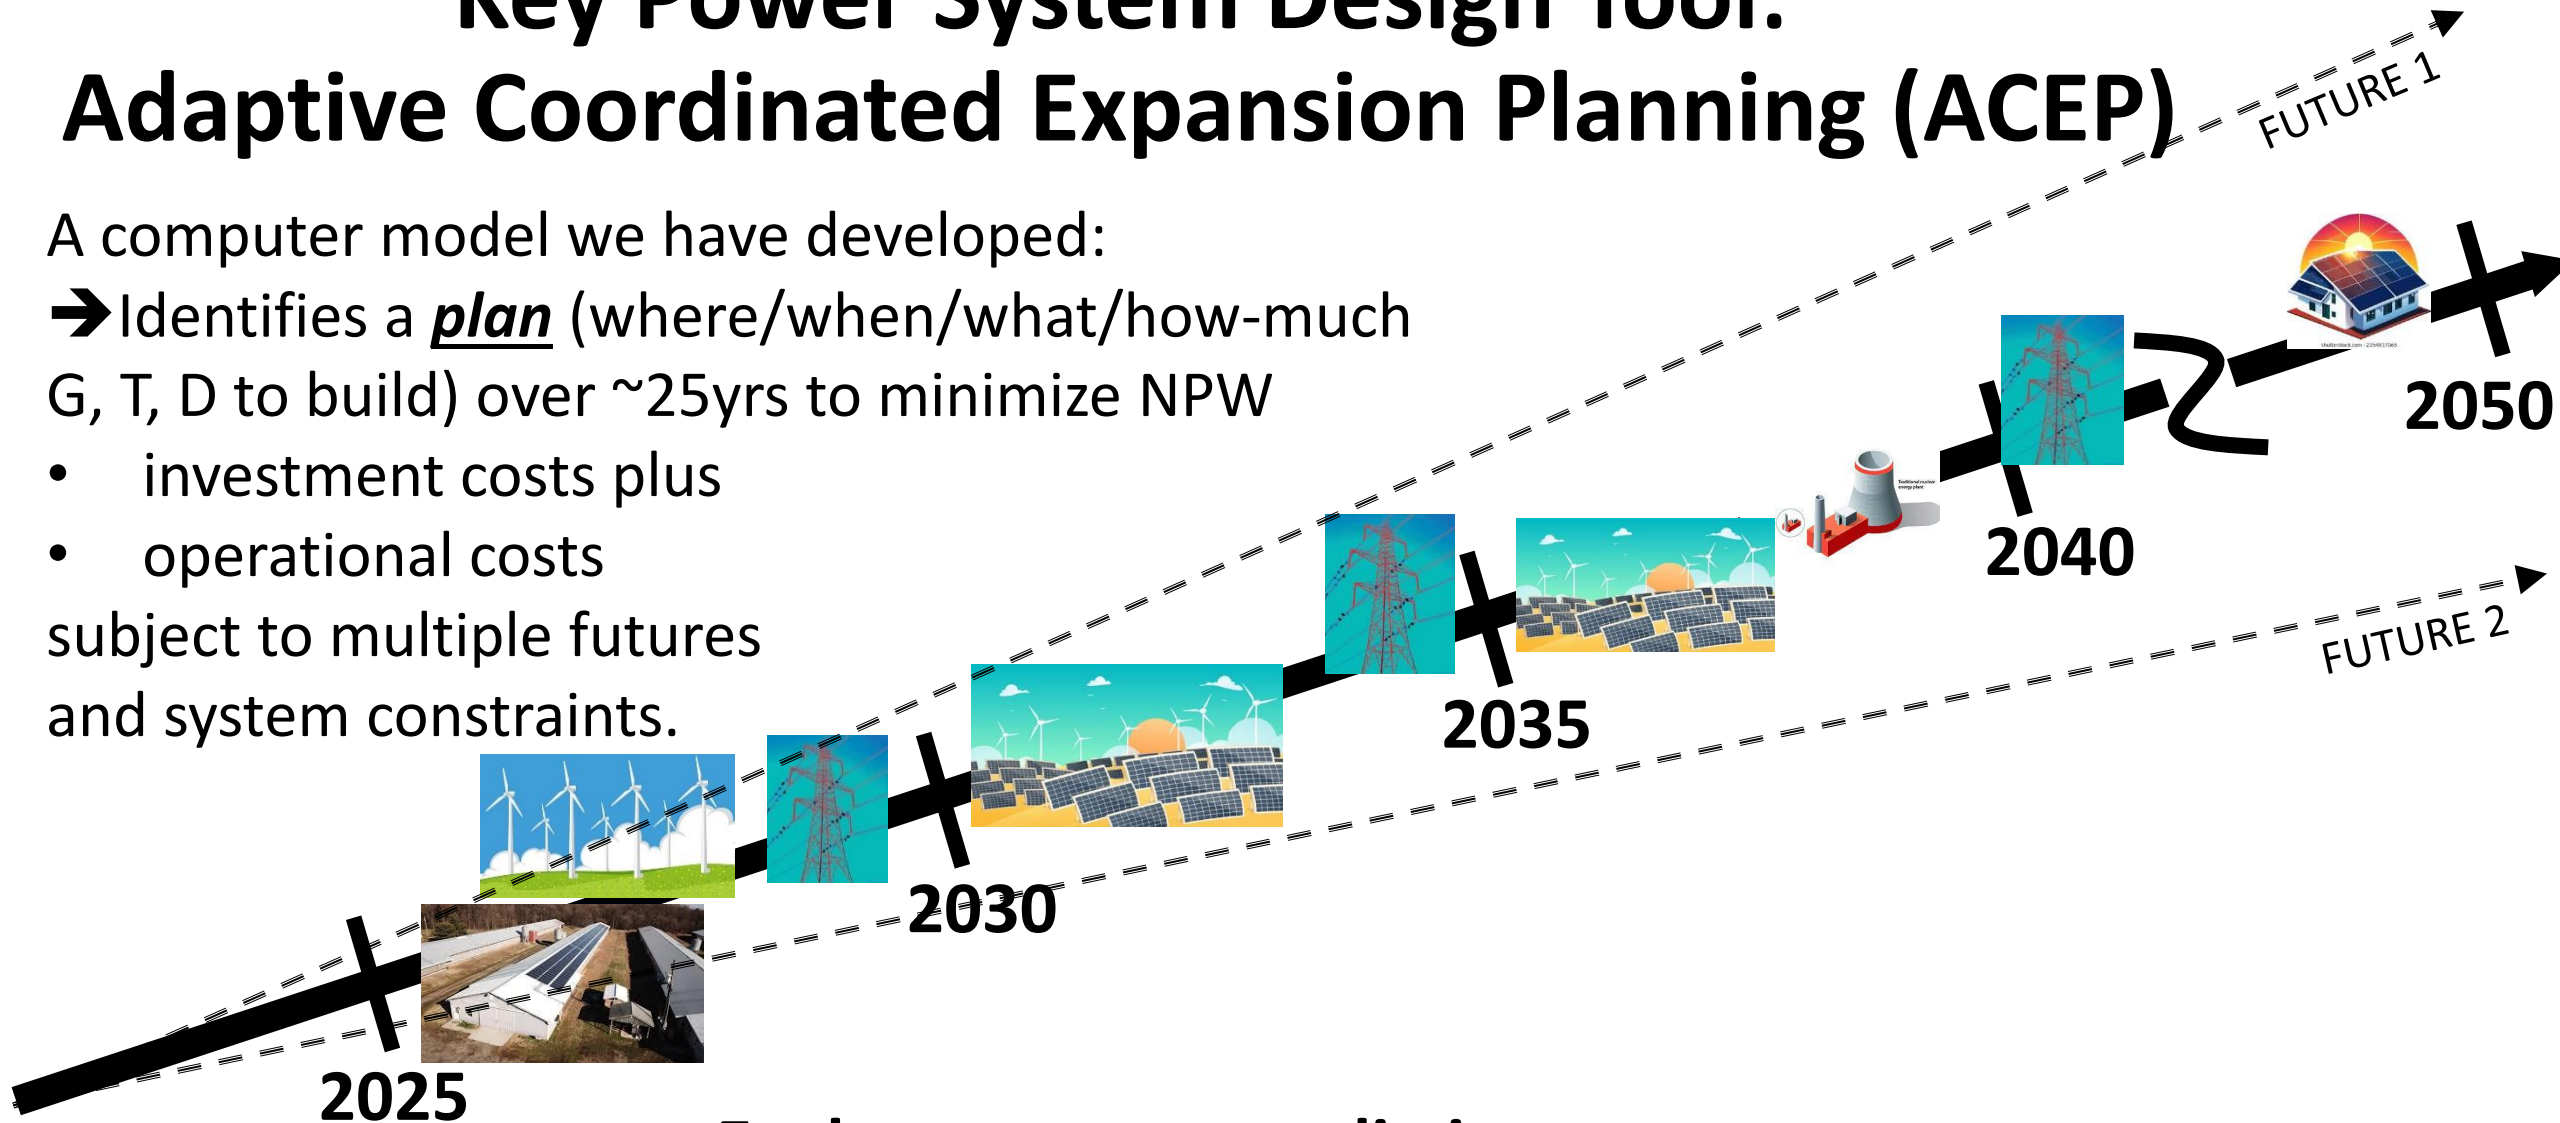 Key Power System Design Tool:
Adaptive Coordinated Expansion Planning (ACEP)
FUTURE 1
A computer model we have developed:
➔Identifies a plan (where/when/what/how-much
G, T, D to build) over ~25yrs to minimize NPW
• investment costs plus
• operational costs
subject to multiple futures
and system constraints.
2050
2040
FUTURE 2
2035
2030
2025